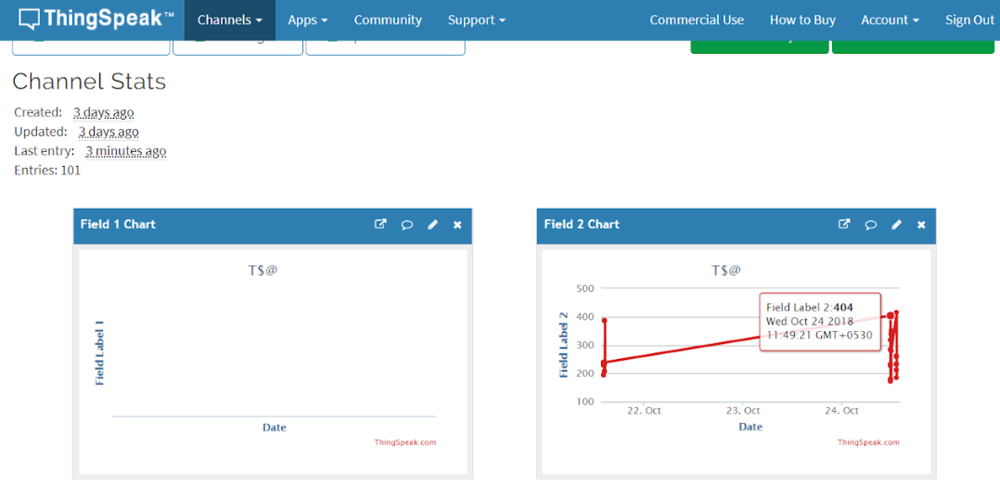 ThingSpeak™ Channels Apps Community Support Commercial Use How to Buy Account Sign Out
Channel Stats
Created: 3 days ago
Updated: 3 days ago
Last entry: 3 minutes ago
Entries: 101
Field 1 Chart
T$@
Field Label 1
Date
ThingSpeak.com
Field 2 Chart
T$@
Field Label 2
500
400
300
200
100
Field Label 2:404
Wed Oct 24 2018
11:49:21 GMT+0530
22. Oct 23. Oct 24. Oct
Date
ThingSpeak.com